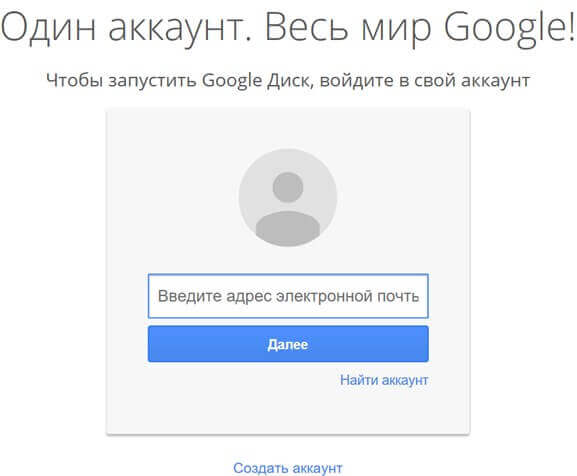 Один аккаунт. Весь мир Google!
Чтобы запустить Google Диск, войдите в свой аккаунт
Введите адрес электронной почты
Далее
Найти аккаунт
Создать аккаунт